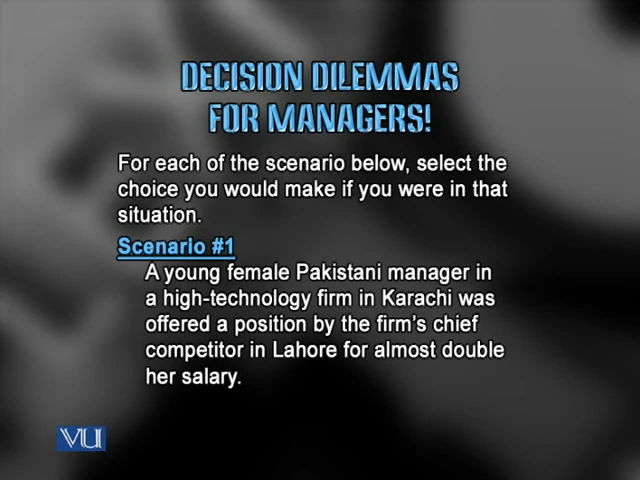 DECISION DILEMMAS
FOR MANAGERS!
For each of the scenario below, select the
choice you would make if you were in that
situation.
Scenario #1
A young female Pakistani manager in
a high-technology firm in Karachi was
offered a position by the firm's chief
competitor in Lahore for almost double
her salary.
VU